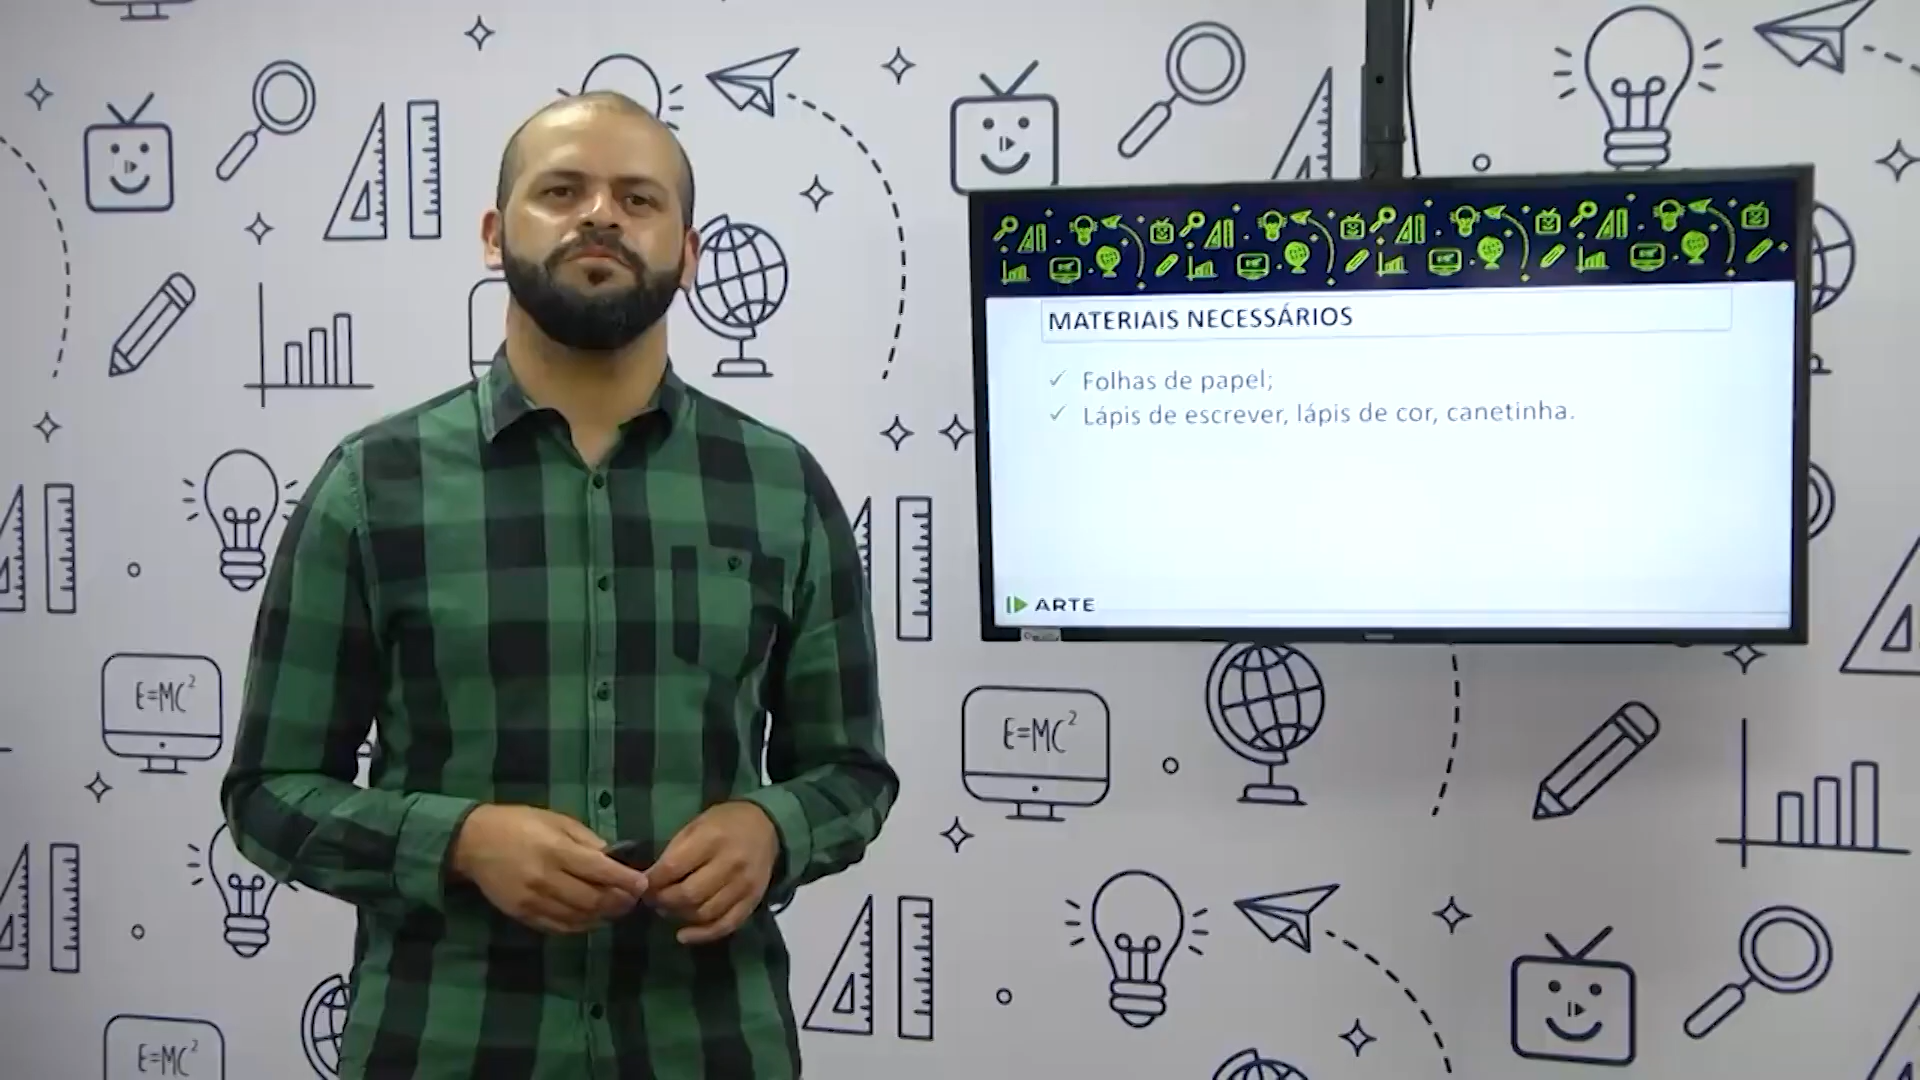 MATERIAIS NECESSÁRIOS
✓ Folhas de papel;
✓ Lápis de escrever, lápis de cor, canetinha.
ARTE
E=MC²
E=MC²
E=MC²